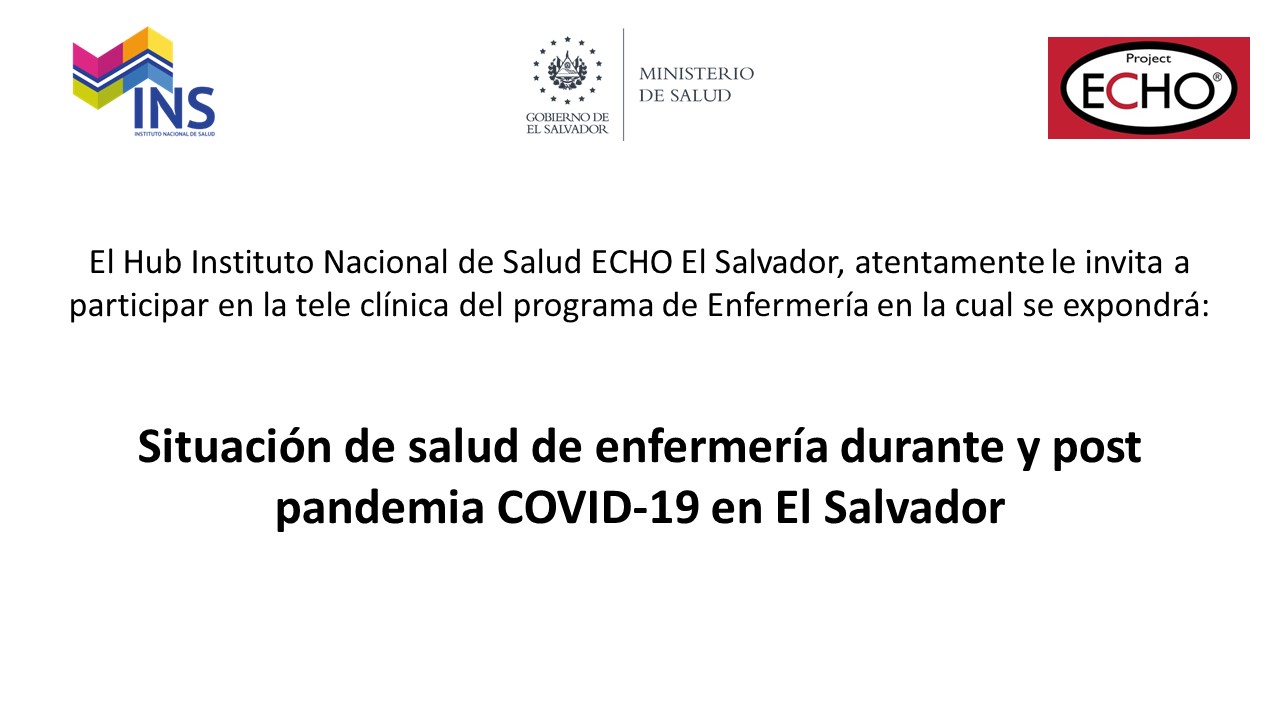 INS
INSTITUTO NACIONAL DE SALUD
GOBIERNO DE
EL SALVADOR
MINISTERIO
DE SALUD
Project
ECHO®
El Hub Instituto Nacional de Salud ECHO El Salvador, atentamente le invita a
participar en la tele clínica del programa de Enfermería en la cual se expondrá:
Situación de salud de enfermería durante y post
pandemia COVID-19 en El Salvador